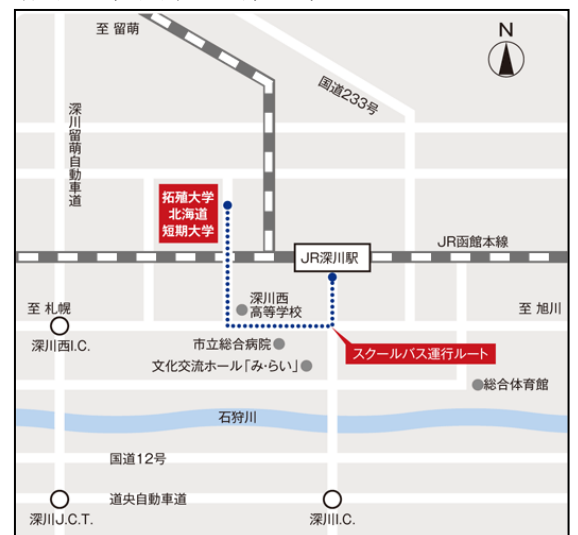 至 留萌
N
国道233号
深川留萌自動車道
拓殖大学
北海道
短期大学
JR函館本線
JR深川駅
深川西
高等学校
至 札幌
至 旭川
深川西I.C.
市立総合病院
スクールバス運行ルート
文化交流ホール「み・らい」
総合体育館
石狩川
国道12号
道央自動車道
深川J.C.T.
深川I.C.